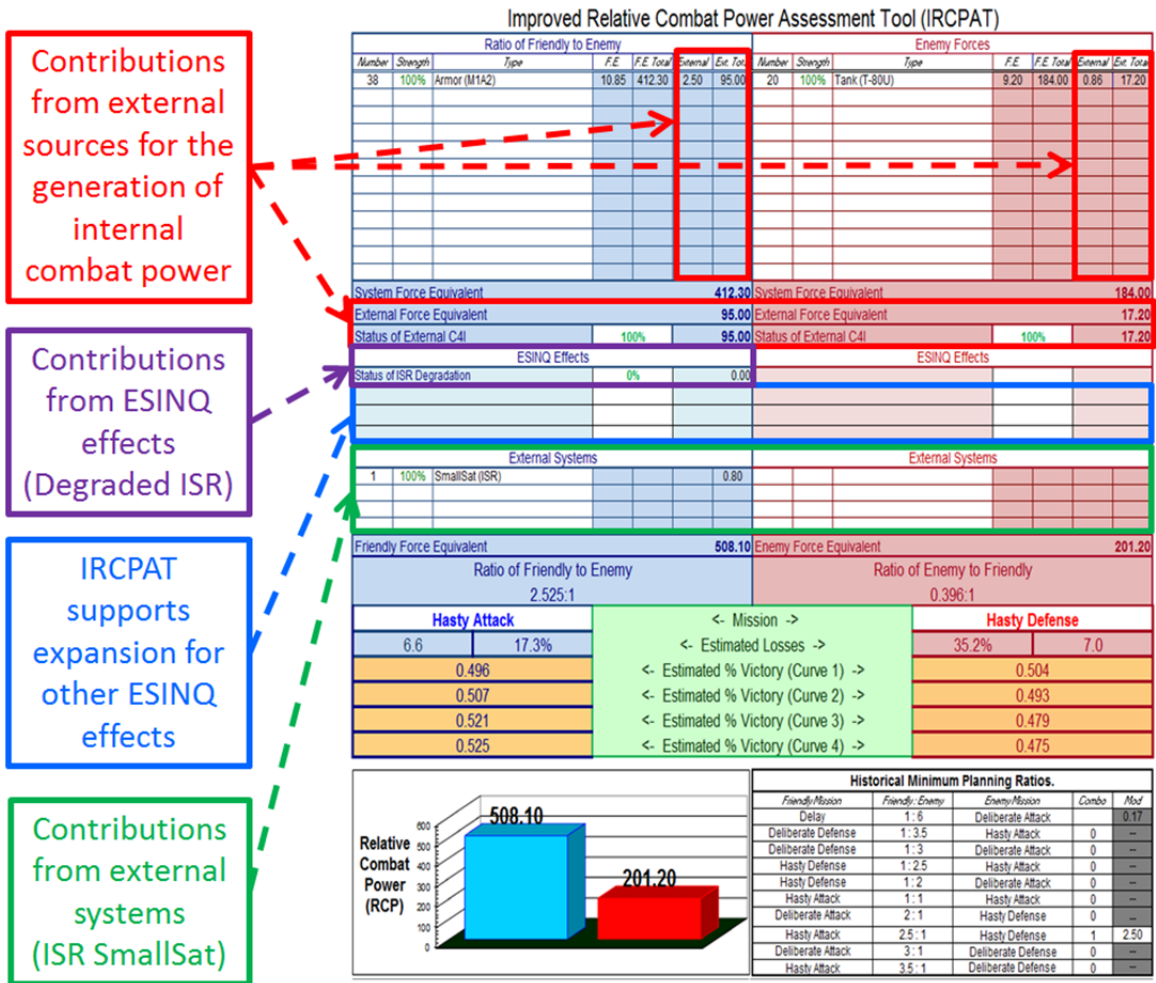 Improved Relative Combat Power Assessment Tool (IRCPAT)
Contributions
from external
sources for the
generation of
internal
combat power
Contributions
from ESINQ
effects
(Degraded ISR)
IRCPAT
supports
expansion for
other ESINQ
effects
Contributions
from external
systems
(ISR SmallSat)
Ratio of Friendly to Enemy Enemy Forces
Number Strength Type F.E. F.E. Total External Ext. Tot. Number Strength Type F.E. F.E. Total External Ext. Total
38 100% Armor (M1A2) 10.85 412.30 2.50 95.00 20 100% Tank (T-80U) 9.20 184.00 0.86 17.20
System Force Equivalent 412.30 System Force Equivalent 184.00
External Force Equivalent 95.00 External Force Equivalent 17.20
Status of External C4I 100% 95.00 Status of External C4I 100% 17.20
ESINQ Effects ESINQ Effects
Status of ISR Degradation 0% 0.00
External Systems External Systems
1 100% SmallSat (ISR) 0.80
Friendly Force Equivalent 508.10 Enemy Force Equivalent 201.20
Ratio of Friendly to Enemy Ratio of Enemy to Friendly
2.525:1 0.396:1
Hasty Attack <- Mission -> Hasty Defense
6.6 17.3% <- Estimated Losses -> 35.2% 7.0
0.496 <- Estimated % Victory (Curve 1) -> 0.504
0.507 <- Estimated % Victory (Curve 2) -> 0.493
0.521 <- Estimated % Victory (Curve 3) -> 0.479
0.525 <- Estimated % Victory (Curve 4) -> 0.475
Relative
Combat
Power
(RCP)
600
500
400
300
200
100
0
508.10
201.20
Historical Minimum Planning Ratios.
Friendly Mission Friendly : Enemy Enemy Mission Combo Mod
Delay 1 : 6 Deliberate Attack 0.17
Deliberate Defense 1 : 3.5 Hasty Attack 0 --
Deliberate Defense 1 : 3 Deliberate Attack 0 --
Hasty Defense 1 : 2.5 Hasty Attack 0 --
Hasty Defense 1 : 2 Deliberate Attack 0 --
Hasty Attack 1 : 1 Hasty Attack 0 --
Deliberate Attack 2 : 1 Hasty Defense 0 --
Hasty Attack 2.5 : 1 Hasty Defense 1 2.50
Deliberate Attack 3 : 1 Deliberate Defense 0 --
Hasty Attack 3.5 : 1 Deliberate Defense 0 --